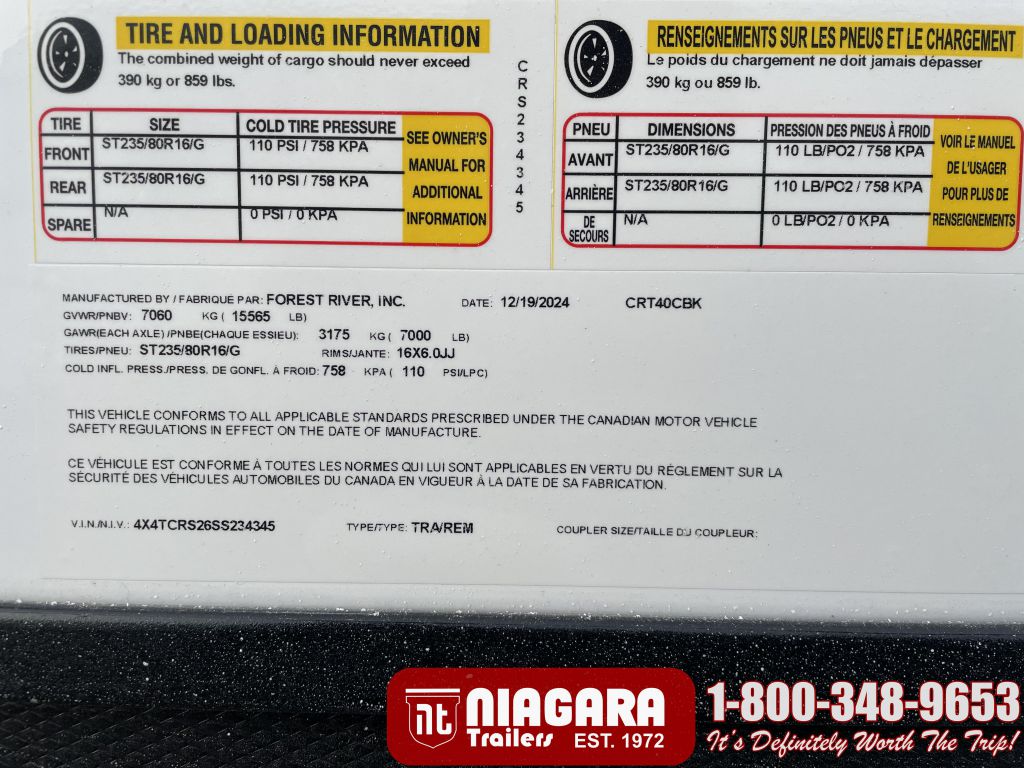 TIRE AND LOADING INFORMATION
The combined weight of cargo should never exceed
390 kg or 859 lbs.
TIRE SIZE COLD TIRE PRESSURE
FRONT ST235/80R16/G 110 PSI / 758 KPA
REAR ST235/80R16/G 110 PSI / 758 KPA
SPARE N/A 0 PSI / 0 KPA
SEE OWNER'S
MANUAL FOR
ADDITIONAL
INFORMATION
CRS234345
RENSEIGNEMENTS SUR LES PNEUS ET LE CHARGEMENT
Le poids du chargement ne doit jamais dépasser
390 kg ou 859 lb.
PNEU DIMENSIONS PRESSION DES PNEUS À FROID
AVANT ST235/80R16/G 110 LB/PO2 / 758 KPA
ARRIÈRE ST235/80R16/G 110 LB/PO2 / 758 KPA
DE
SECOURS N/A 0 LB/PO2 / 0 KPA
VOIR LE MANUEL
DE L'USAGER
POUR PLUS DE
RENSEIGNEMENTS
MANUFACTURED BY / FABRIQUE PAR: FOREST RIVER, INC. DATE: 12/19/2024 CRT40CBK
GVWR/PNBV: 7060 KG ( 15565 LB)
GAWR(EACH AXLE) /PNBE(CHAQUE ESSIEU): 3175 KG ( 7000 LB)
TIRES/PNEU: ST235/80R16/G RIMS/JANTE: 16X6.0JJ
COLD INFL. PRESS./PRESS. DE GONFL. À FROID: 758 KPA ( 110 PSI/LPC)
THIS VEHICLE CONFORMS TO ALL APPLICABLE STANDARDS PRESCRIBED UNDER THE CANADIAN MOTOR VEHICLE
SAFETY REGULATIONS IN EFFECT ON THE DATE OF MANUFACTURE.
CE VÉHICULE EST CONFORME À TOUTES LES NORMES QUI LUI SONT APPLICABLES EN VERTU DU RÉGLEMENT SUR LA
SÉCURITÉ DES VÉHICULES AUTOMOBILES DU CANADA EN VIGUEUR À LA DATE DE SA FABRICATION.
V.I.N./N.I.V.: 4X4TCRS26SS234345 TYPE/TYPE: TRA/REM COUPLER SIZE/TAILLE DU COUPLEUR:
nt NIAGARA
Trailers EST. 1972
1-800-348-9653
It's Definitely Worth The Trip!